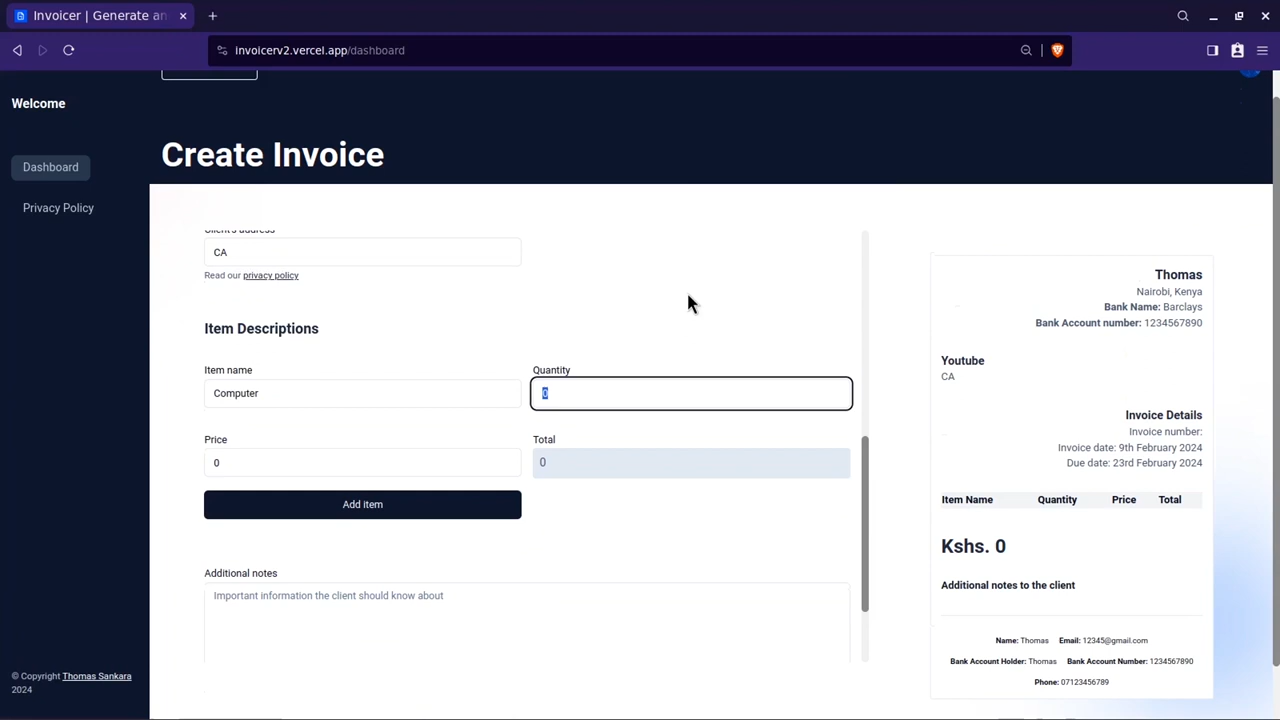 Invoicer | Generate an
invoicerv2.vercel.app/dashboard
Welcome
Dashboard
Privacy Policy
© Copyright Thomas Sankara
2024
Create Invoice
Client's address
CA
Read our privacy policy
Item Descriptions
Item name
Quantity
Computer
0
Price
Total
0
0
Add item
Additional notes
Important information the client should know about
Thomas
Nairobi, Kenya
Bank Name: Barclays
Bank Account number: 1234567890
Youtube
CA
Invoice Details
Invoice number:
Invoice date: 9th February 2024
Due date: 23rd February 2024
Item Name Quantity Price Total
Kshs. 0
Additional notes to the client
Name: Thomas Email: 12345@gmail.com
Bank Account Holder: Thomas Bank Account Number: 1234567890
Phone: 07123456789